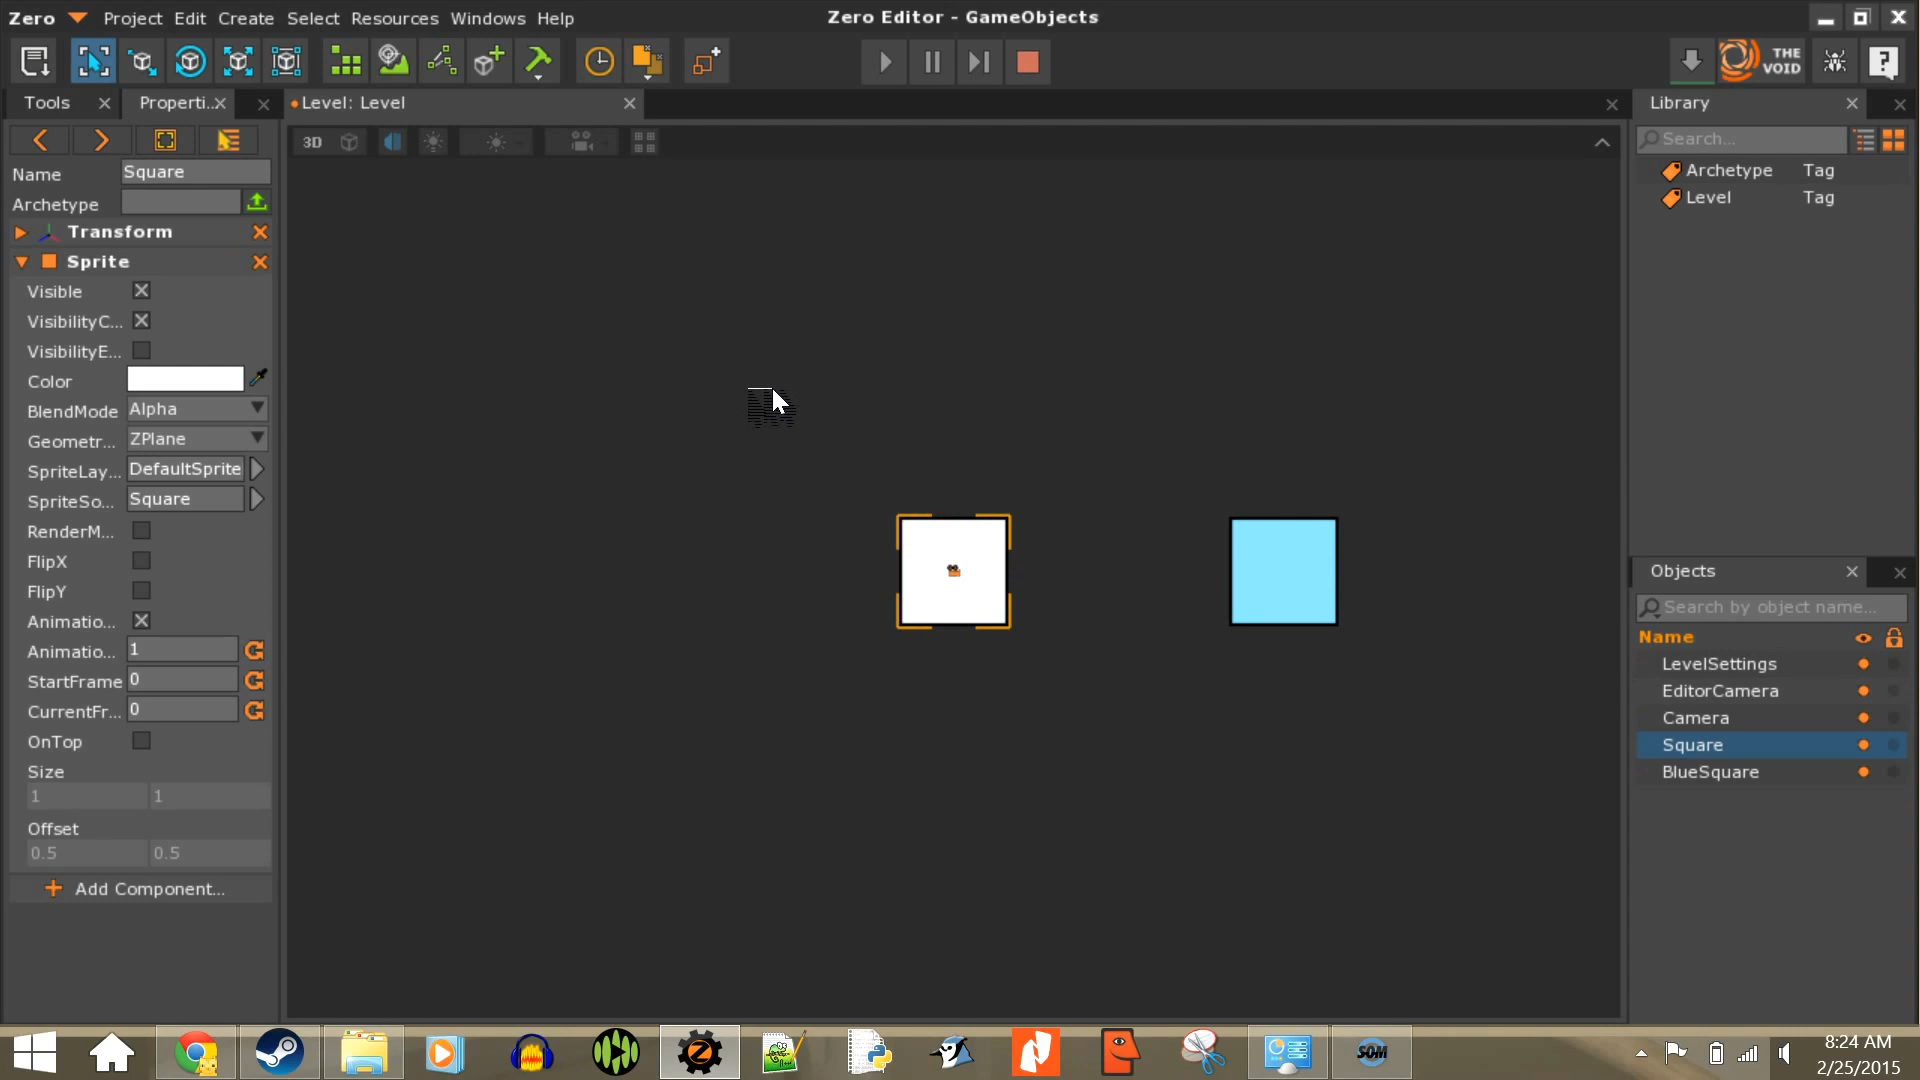 Zero Project Edit Create Select Resources Windows Help
Zero Editor - GameObjects
THE VOID
Tools
Properti...
Level: Level
Library
3D
Search...
Name Square
Archetype
Archetype Tag
Level Tag
Transform
Sprite
Visible
VisibilityC...
VisibilityE...
Color
BlendMode Alpha
Geometr... ZPlane
SpriteLay... DefaultSprite
SpriteSo... Square
RenderM...
FlipX
FlipY
Animatio...
Animatio... 1
StartFrame 0
CurrentFr... 0
OnTop
Size
1 1
Offset
0.5 0.5
Add Component...
Objects
Search by object name...
Name
LevelSettings
EditorCamera
Camera
Square
BlueSquare
SOM
8:24 AM
2/25/2015